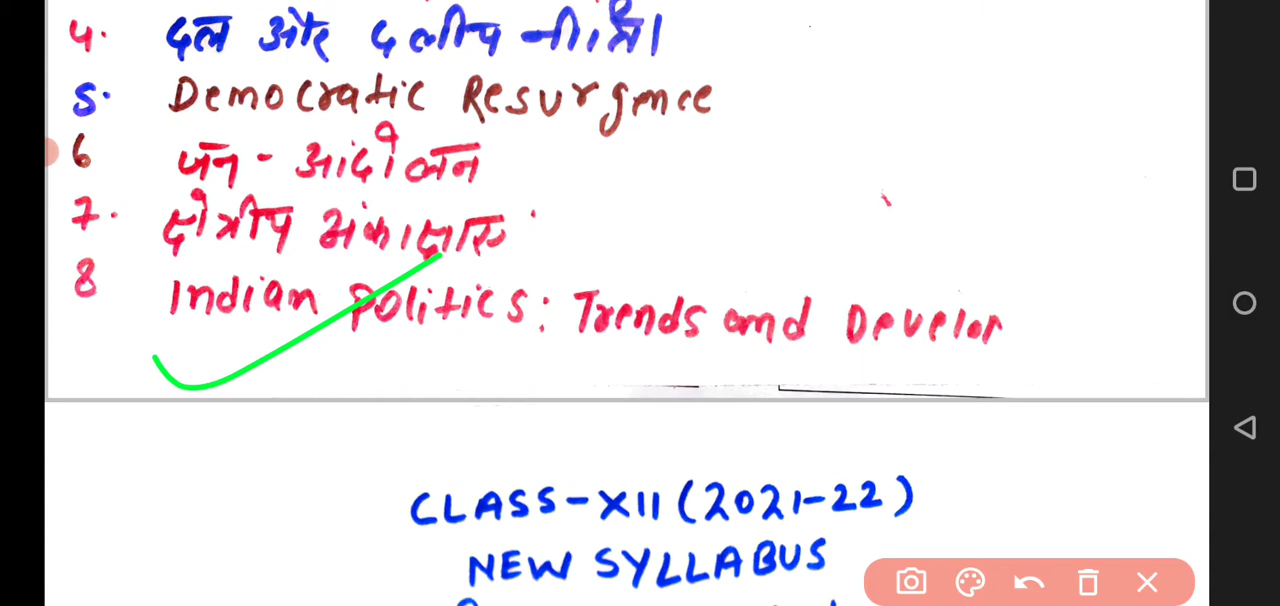 4. दल और दलीय
5. Democratic Resurgence
6 जन - आंदोलन
7. क्षेत्रीय
8 Indian Politics: Trends and Develop
CLASS-XII (2021-22)
NEW SYLLABUS